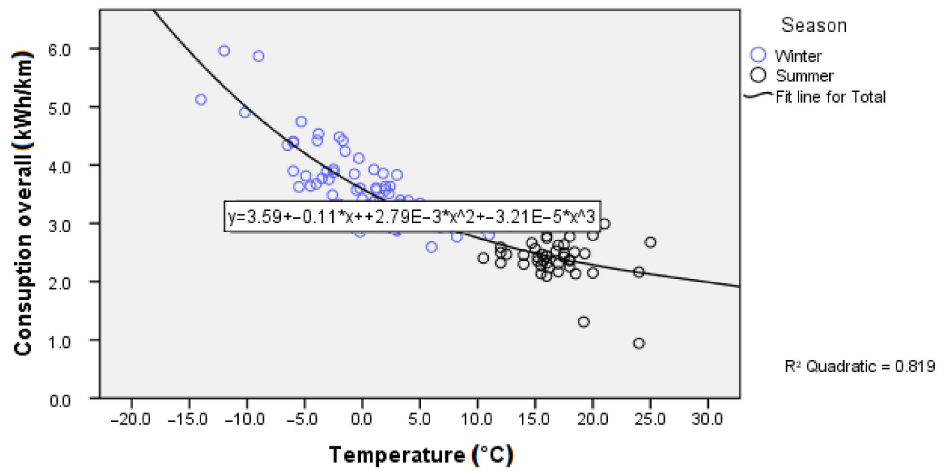 Season
Winter
Summer
Fit line for Total
Consuption overall (kWh/km)
6.0
5.0
4.0
3.0
2.0
1.0
0.0
y=3.59+−0.11*x++2.79E−3*x^2+−3.21E−5*x^3
R² Quadratic = 0.819
−20.0 −15.0 −10.0 −5.0 0.0 5.0 10.0 15.0 20.0 25.0 30.0
Temperature (°C)